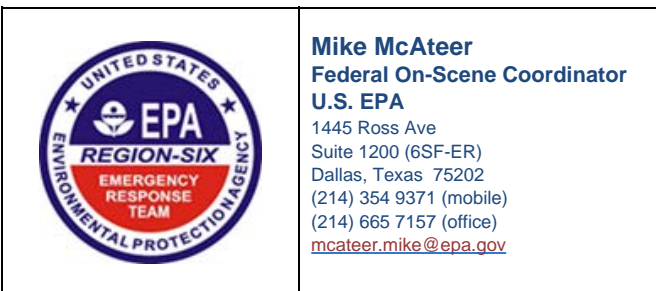 UNITED STATES
ENVIRONMENTAL PROTECTION AGENCY
EPA
REGION-SIX
EMERGENCY
RESPONSE
TEAM
Mike McAteer
Federal On-Scene Coordinator
U.S. EPA
1445 Ross Ave
Suite 1200 (6SF-ER)
Dallas, Texas  75202
(214) 354 9371 (mobile)
(214) 665 7157 (office)
mcateer.mike@epa.gov